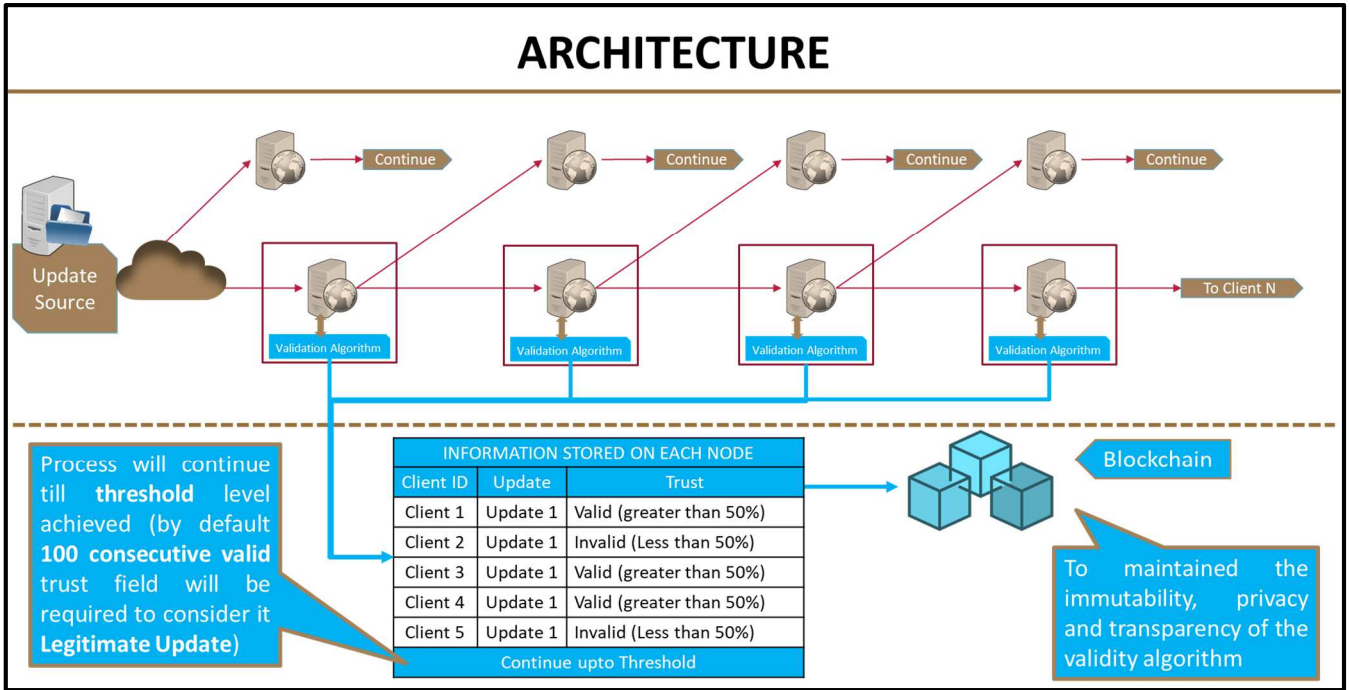 ARCHITECTURE
Continue
Continue
Continue
Continue
Update
Source
To Client N
Validation Algorithm
Validation Algorithm
Validation Algorithm
Validation Algorithm
Process will continue
till threshold level
achieved (by default
100 consecutive valid
trust field will be
required to consider it
Legitimate Update)
INFORMATION STORED ON EACH NODE
Client ID Update Trust
Client 1 Update 1 Valid (greater than 50%)
Client 2 Update 1 Invalid (Less than 50%)
Client 3 Update 1 Valid (greater than 50%)
Client 4 Update 1 Valid (greater than 50%)
Client 5 Update 1 Invalid (Less than 50%)
Continue upto Threshold
Blockchain
To maintained the
immutability, privacy
and transparency of the
validity algorithm